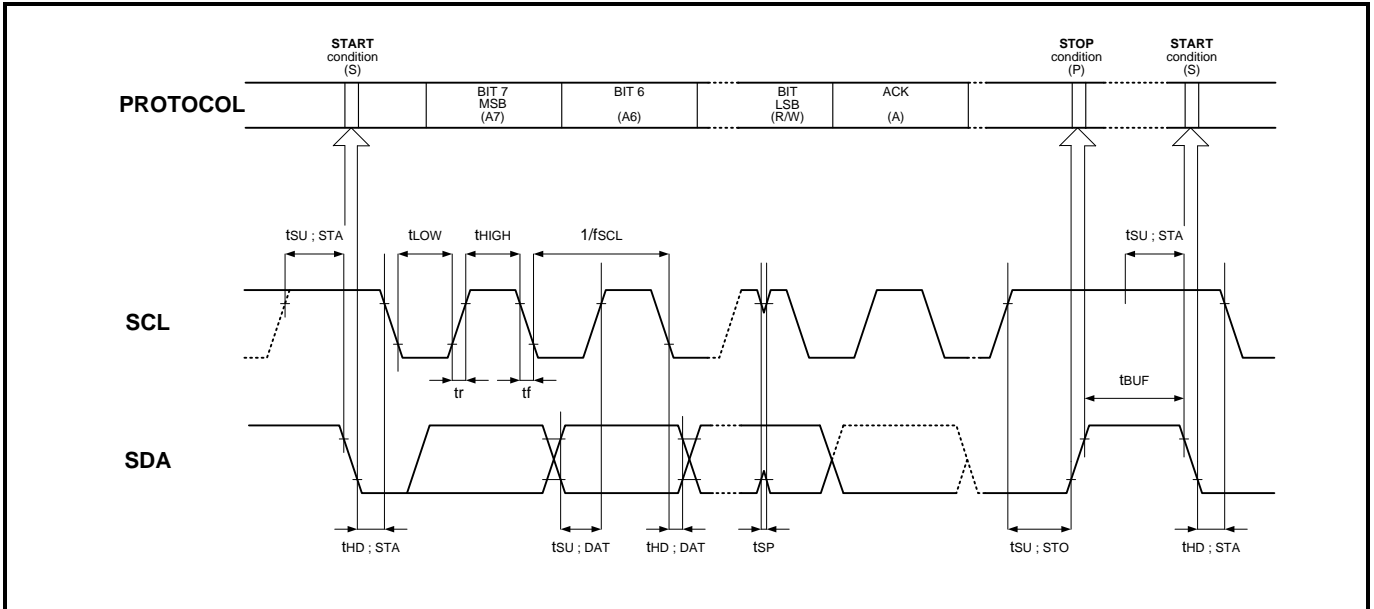 START
condition
(S)
STOP
condition
(P)
START
condition
(S)
PROTOCOL
BIT 7
MSB
(A7)
BIT 6
(A6)
BIT
LSB
(R/W)
ACK
(A)
tSU ; STA
tLOW
tHIGH
1/fSCL
tSU ; STA
SCL
tr
tf
tBUF
SDA
tHD ; STA
tSU ; DAT
tHD ; DAT
tSP
tSU ; STO
tHD ; STA